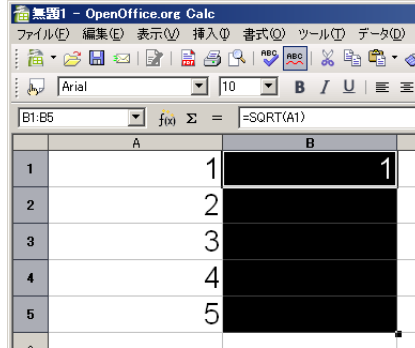 無題1 - OpenOffice.org Calc
ファイル(F) 編集(E) 表示(V) 挿入(I) 書式(O) ツール(T) データ(D)
ABC ABC
Arial 10 B I U
B1:B5 f(x) Σ = =SQRT(A1)
A B
1 1 1
2 2
3 3
4 4
5 5